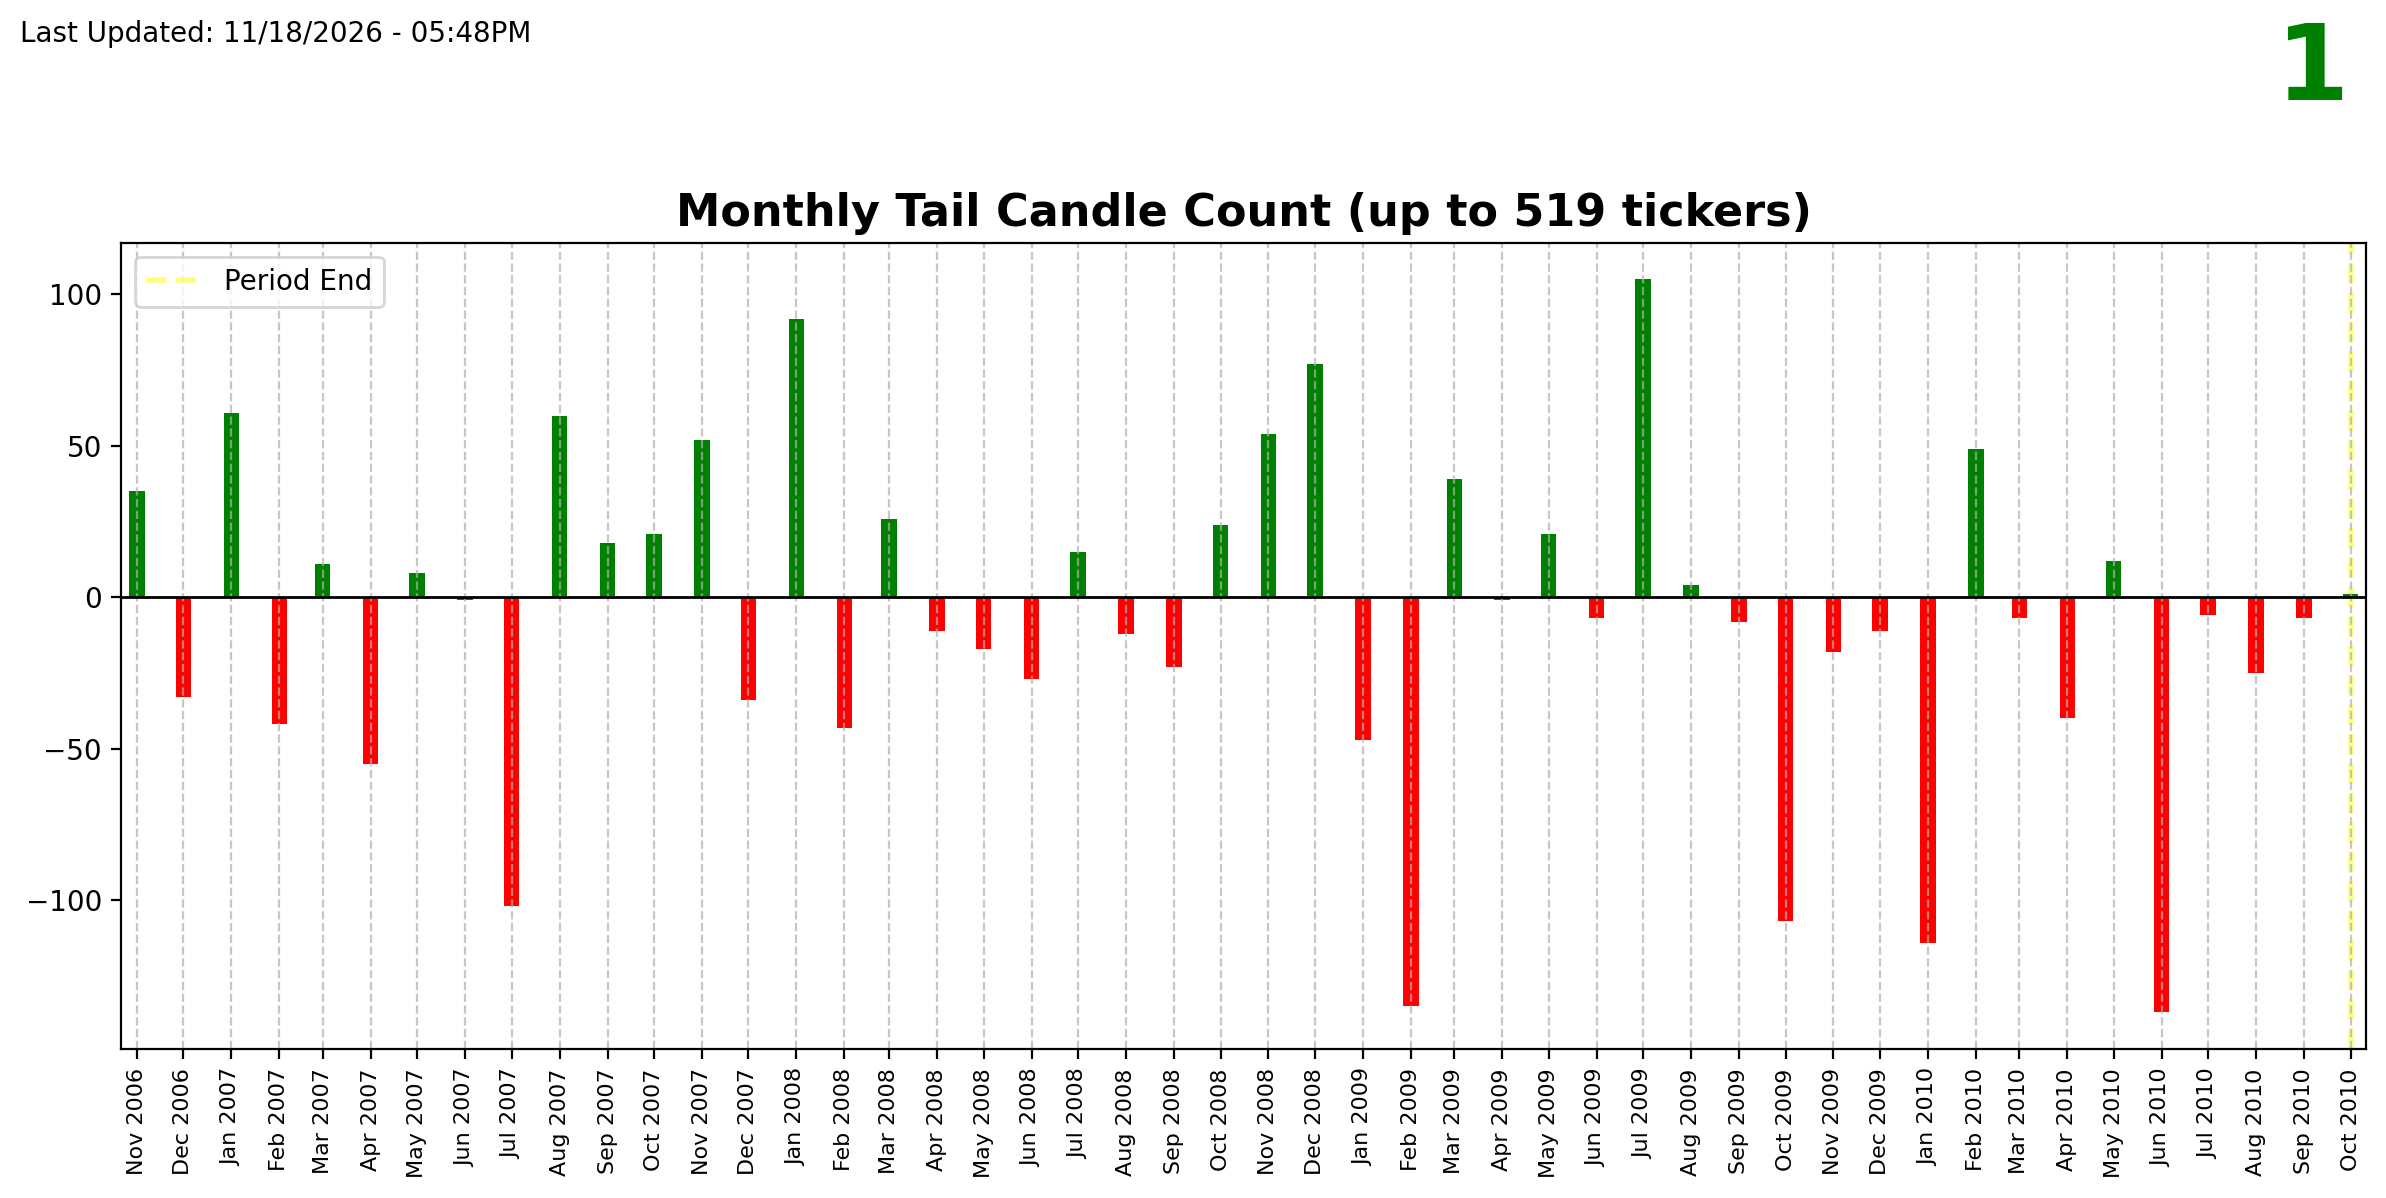 Last Updated: 11/18/2026 - 05:48PM
1
Monthly Tail Candle Count (up to 519 tickers)
Period End
100
50
0
−50
−100
Nov 2006
Dec 2006
Jan 2007
Feb 2007
Mar 2007
Apr 2007
May 2007
Jun 2007
Jul 2007
Aug 2007
Sep 2007
Oct 2007
Nov 2007
Dec 2007
Jan 2008
Feb 2008
Mar 2008
Apr 2008
May 2008
Jun 2008
Jul 2008
Aug 2008
Sep 2008
Oct 2008
Nov 2008
Dec 2008
Jan 2009
Feb 2009
Mar 2009
Apr 2009
May 2009
Jun 2009
Jul 2009
Aug 2009
Sep 2009
Oct 2009
Nov 2009
Dec 2009
Jan 2010
Feb 2010
Mar 2010
Apr 2010
May 2010
Jun 2010
Jul 2010
Aug 2010
Sep 2010
Oct 2010